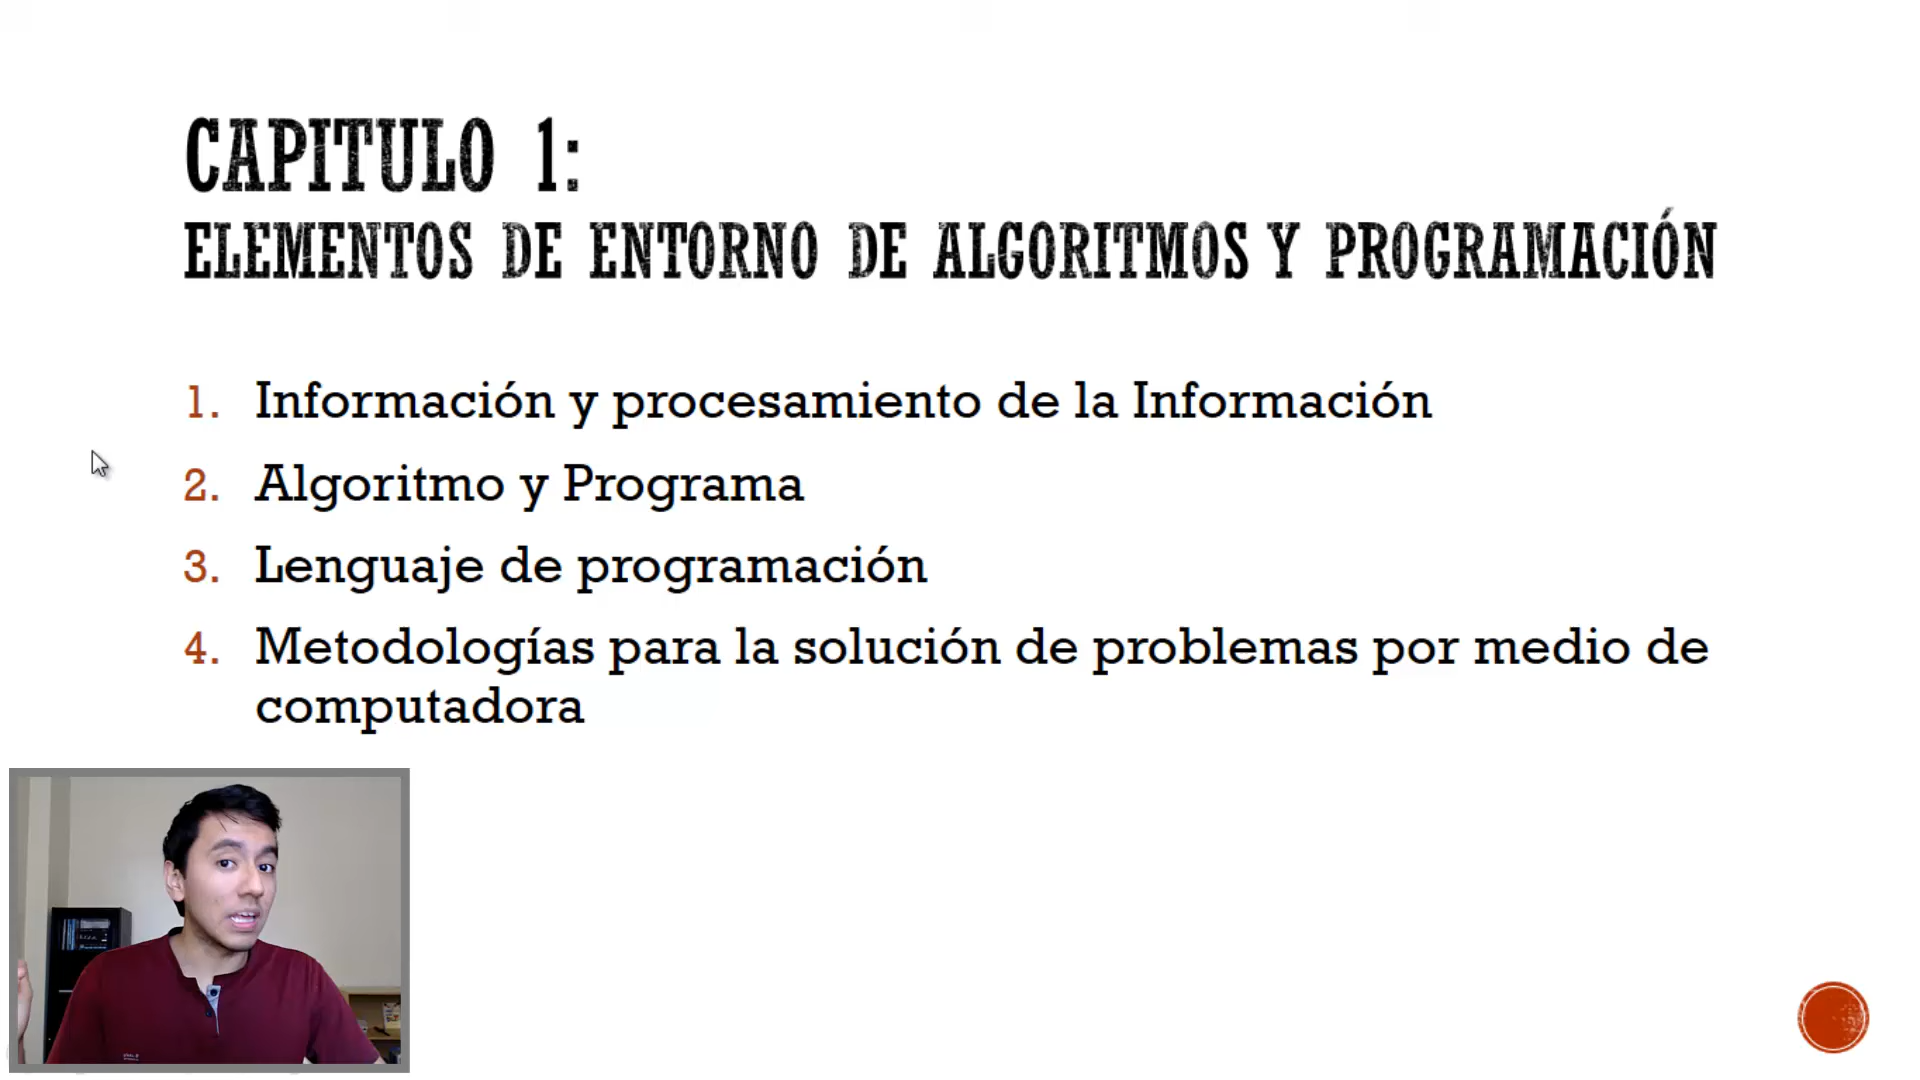 CAPITULO 1:
ELEMENTOS DE ENTORNO DE ALGORITMOS Y PROGRAMACIÓN
1. Información y procesamiento de la Información
2. Algoritmo y Programa
3. Lenguaje de programación
4. Metodologías para la solución de problemas por medio de
computadora